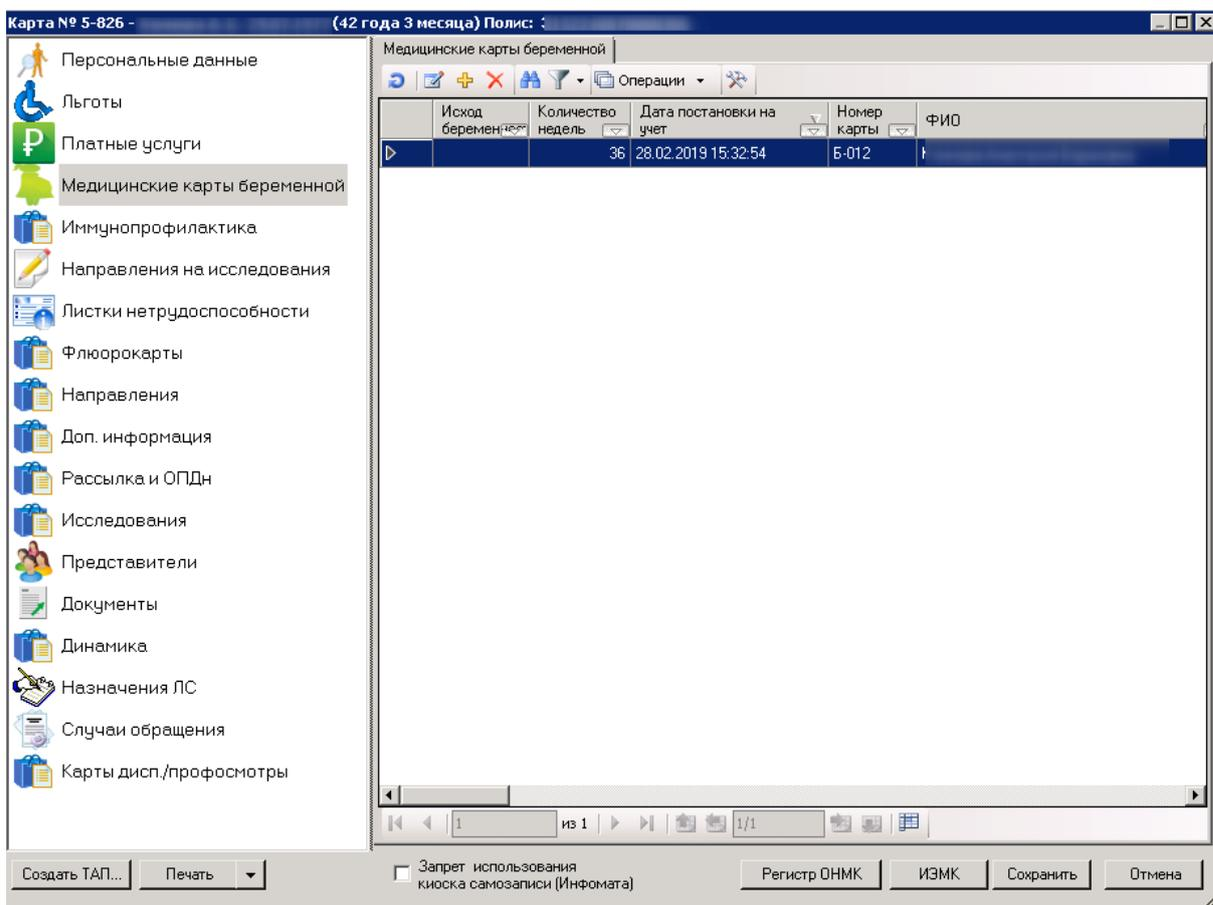 Карта № 5-826 - (42 года 3 месяца) Полис:
Персональные данные
Льготы
Платные услуги
Медицинские карты беременной
Иммунопрофилактика
Направления на исследования
Листки нетрудоспособности
Флюорокарты
Направления
Доп. информация
Рассылка и ОПДн
Исследования
Представители
Документы
Динамика
Назначения ЛС
Случаи обращения
Карты дисп./профосмотры
Медицинские карты беременной
Операции
Исход Количество Дата постановки на Номер ФИО
недель учет карты
36 28.02.2019 15:32:54 Б-012
1 из 1 1/1
Создать ТАП... Печать
Запрет использования
киоска самозаписи (Инфомата)
Регистр ОНМК ИЭМК Сохранить Отмена